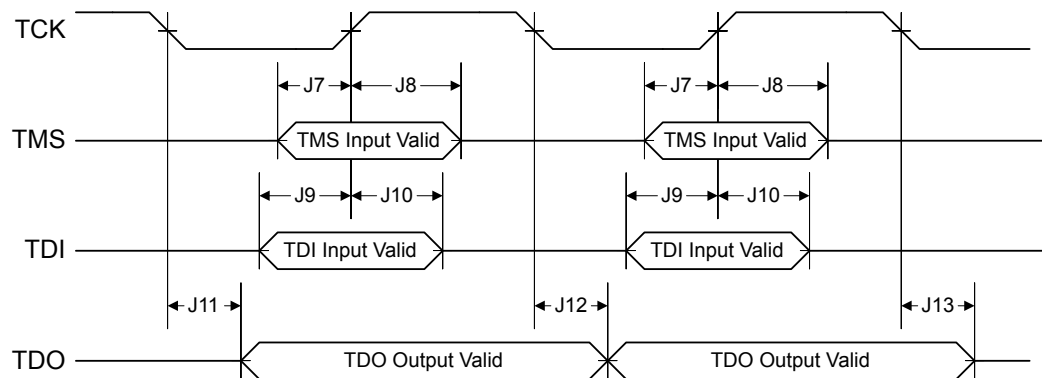 TCK
J7 J8 J7 J8
TMS TMS Input Valid TMS Input Valid
J9 J10 J9 J10
TDI TDI Input Valid TDI Input Valid
J11 J12 J13
TDO TDO Output Valid TDO Output Valid